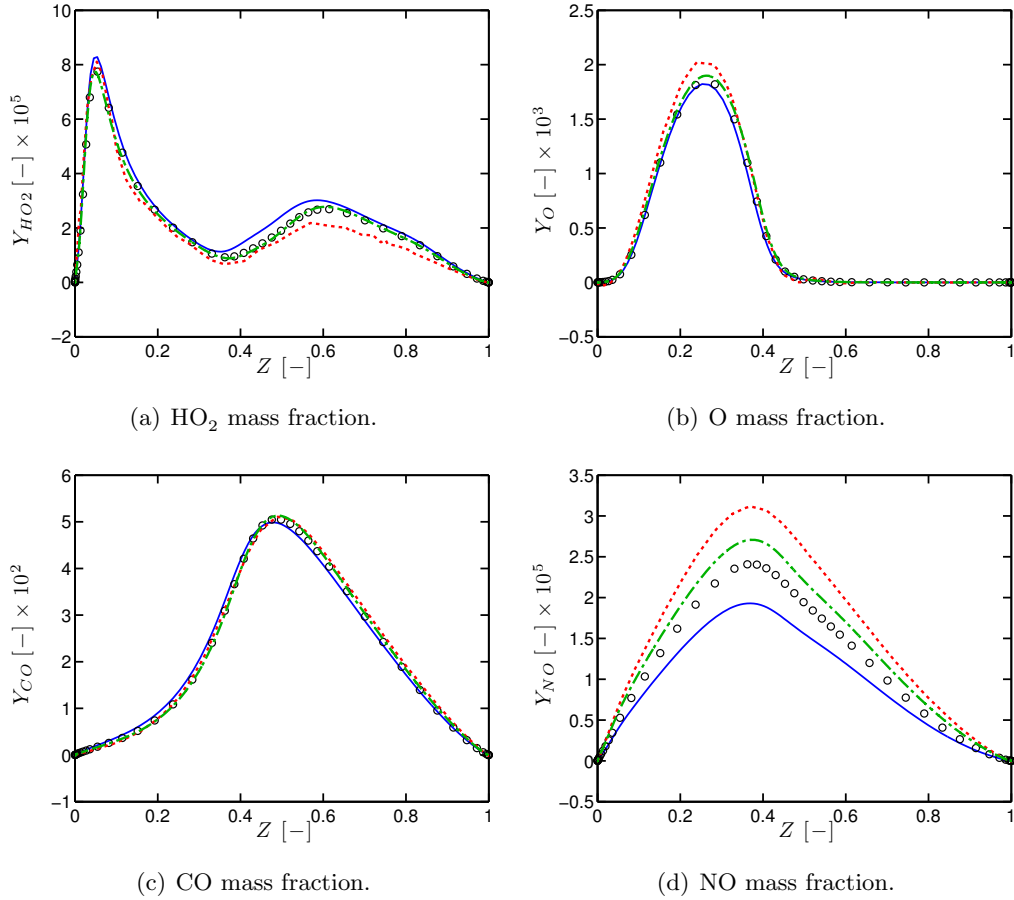 10
8
6
4
2
0
−2
Y_{HO2} [−] × 10^5
0 0.2 0.4 0.6 0.8 1
Z [−]
(a) HO₂ mass fraction.
2.5
2
1.5
1
0.5
0
−0.5
Y_O [−] × 10^3
0 0.2 0.4 0.6 0.8 1
Z [−]
(b) O mass fraction.
6
5
4
3
2
1
0
−1
Y_{CO} [−] × 10^2
0 0.2 0.4 0.6 0.8 1
Z [−]
(c) CO mass fraction.
3.5
3
2.5
2
1.5
1
0.5
0
−0.5
Y_{NO} [−] × 10^5
0 0.2 0.4 0.6 0.8 1
Z [−]
(d) NO mass fraction.